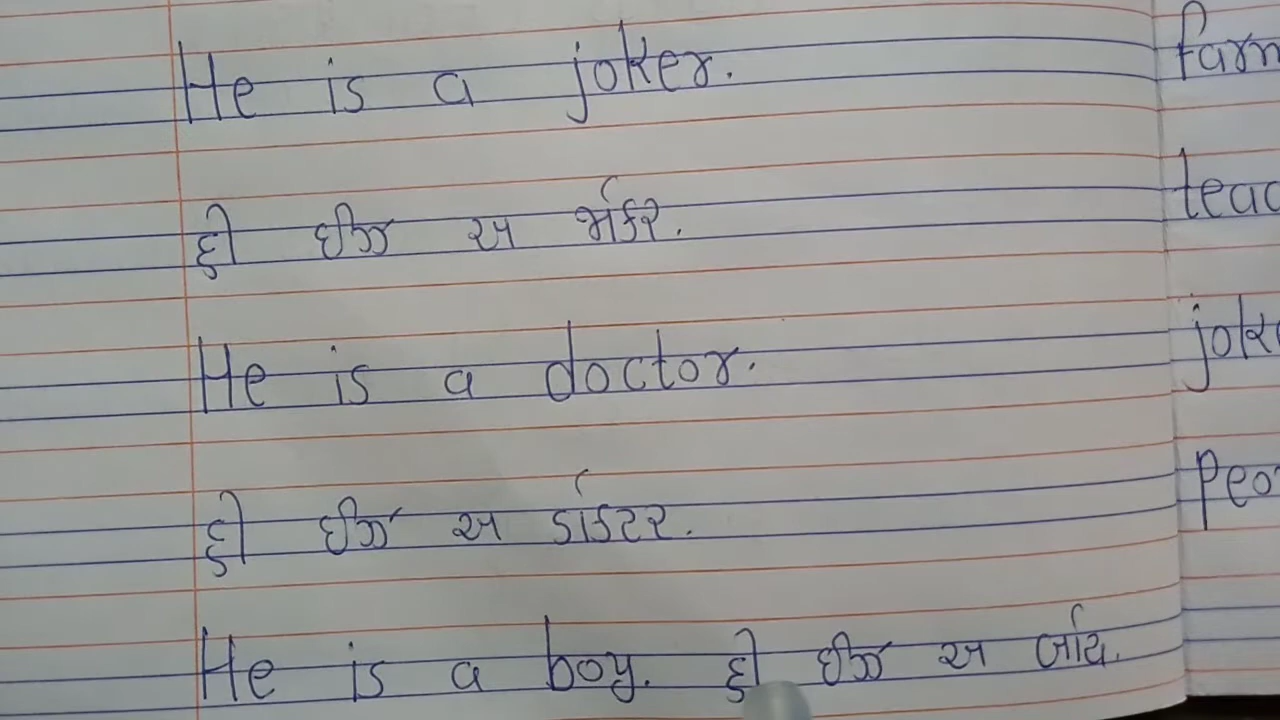 He is a joker.
હી ઈઝ અ જોકર.
He is a doctor.
હી ઈઝ અ ડોક્ટર.
He is a boy. હી ઈઝ અ બોય.